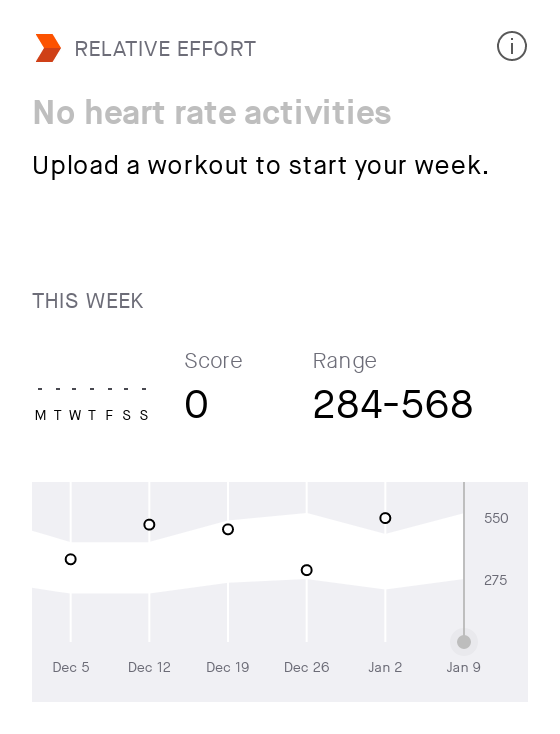 RELATIVE EFFORT
No heart rate activities
Upload a workout to start your week.
THIS WEEK
Score Range
- - - - - - -
0 284-568
M T W T F S S
550
275
Dec 5 Dec 12 Dec 19 Dec 26 Jan 2 Jan 9